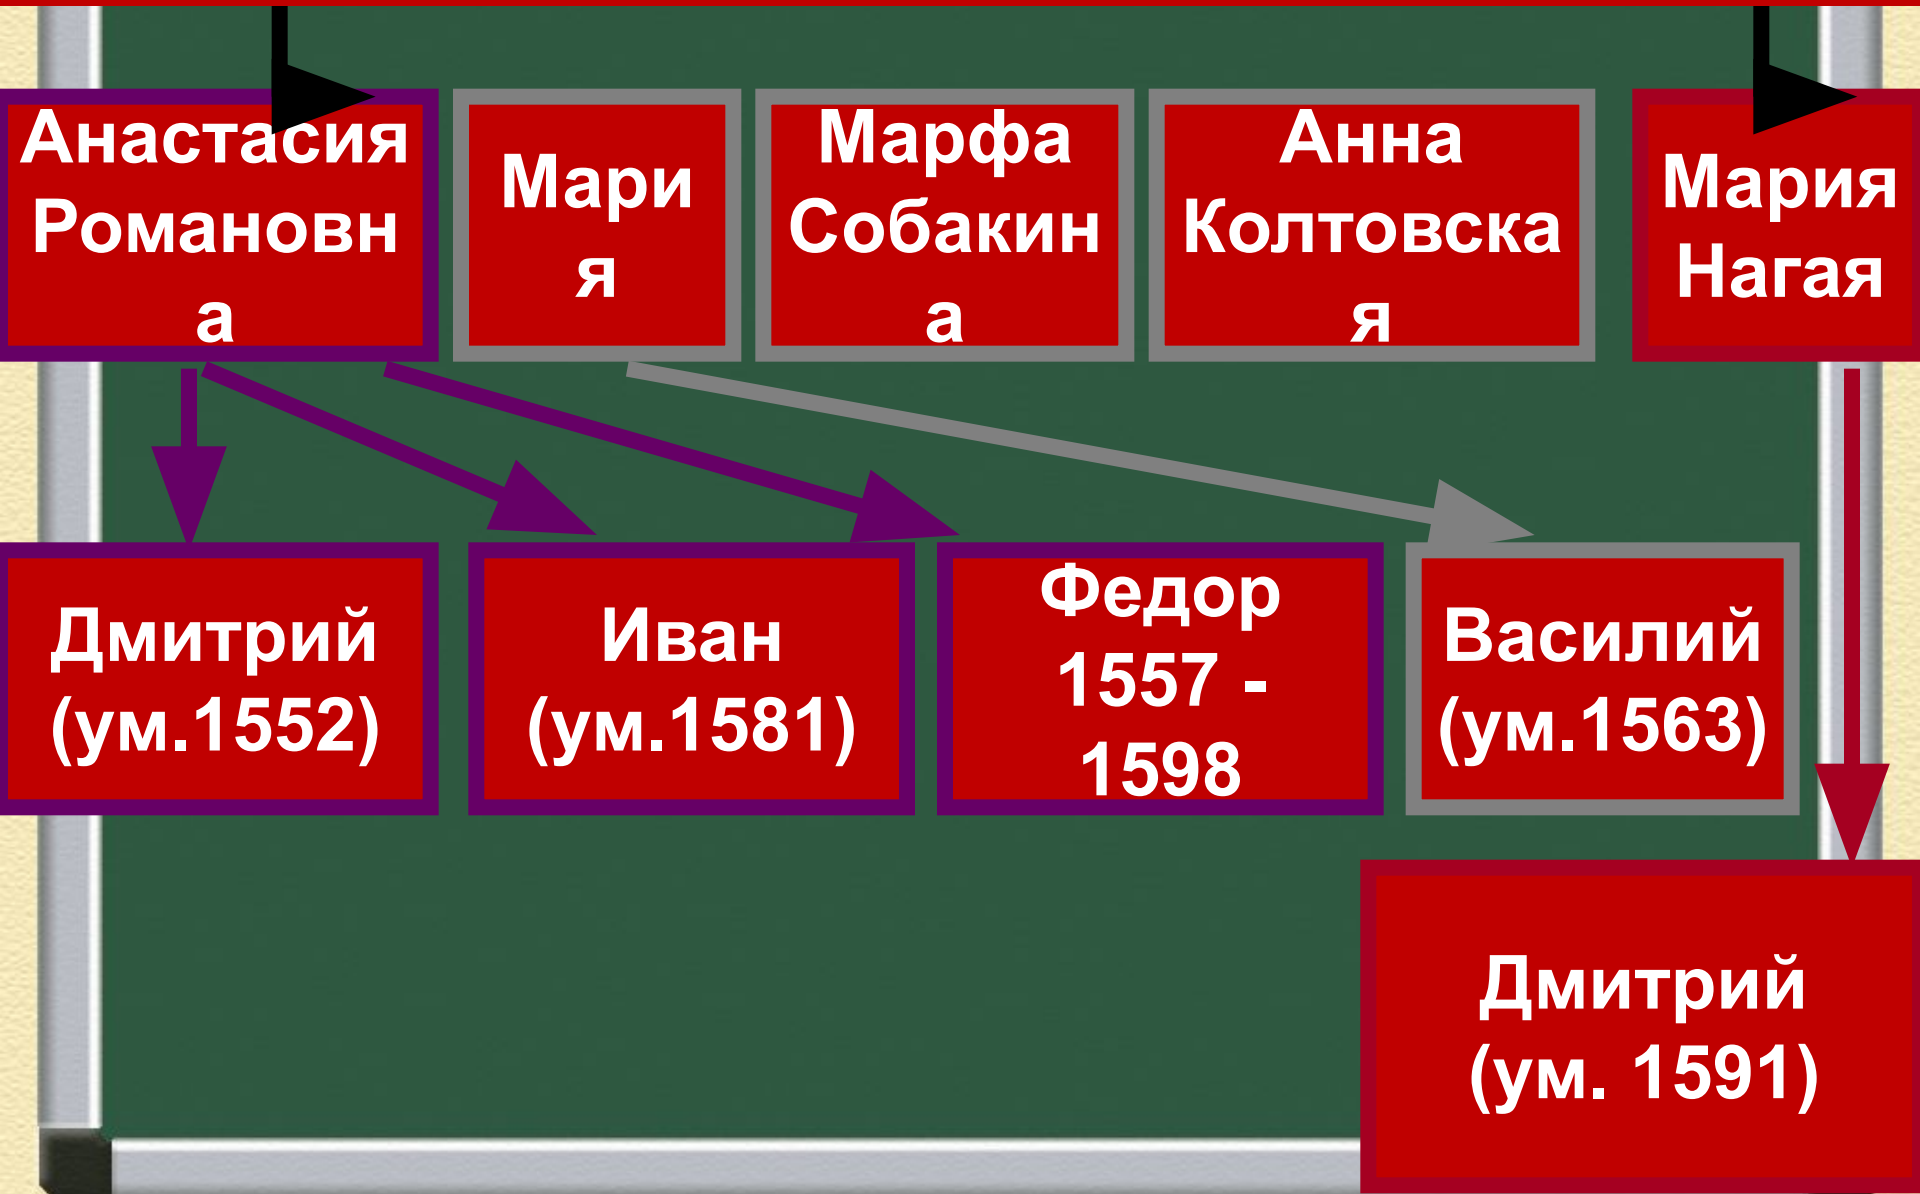 Анастасия
Романовн
а
Мари
я
Марфа
Собакин
а
Анна
Колтовска
я
Мария
Нагая
Дмитрий
(ум.1552)
Иван
(ум.1581)
Федор
1557 -
1598
Василий
(ум.1563)
Дмитрий
(ум. 1591)